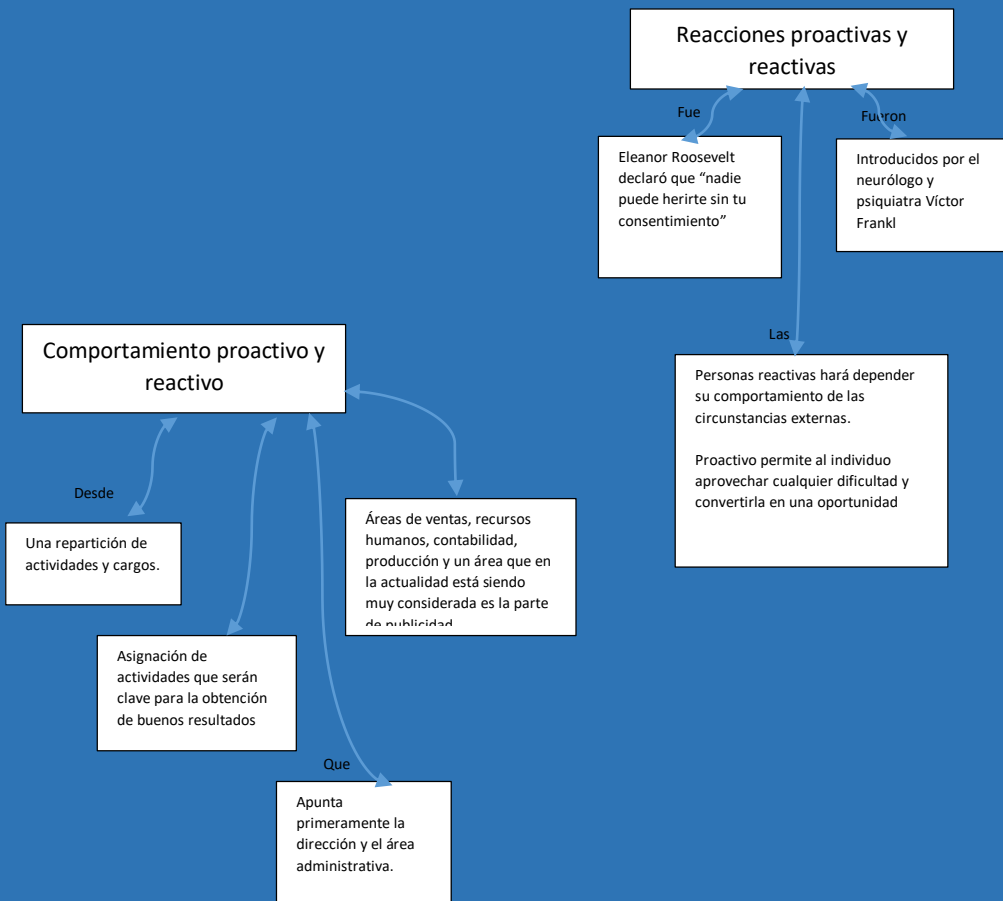 Reacciones proactivas y
reactivas
Fue
Fueron
Eleanor Roosevelt
declaró que “nadie
puede herirte sin tu
consentimiento”
Introducidos por el
neurólogo y
psiquiatra Víctor
Frankl
Las
Personas reactivas hará depender
su comportamiento de las
circunstancias externas.
Proactivo permite al individuo
aprovechar cualquier dificultad y
convertirla en una oportunidad
Comportamiento proactivo y
reactivo
Desde
Una repartición de
actividades y cargos.
Áreas de ventas, recursos
humanos, contabilidad,
producción y un área que en
la actualidad está siendo
muy considerada es la parte
de publicidad
Asignación de
actividades que serán
clave para la obtención
de buenos resultados
Que
Apunta
primeramente la
dirección y el área
administrativa.